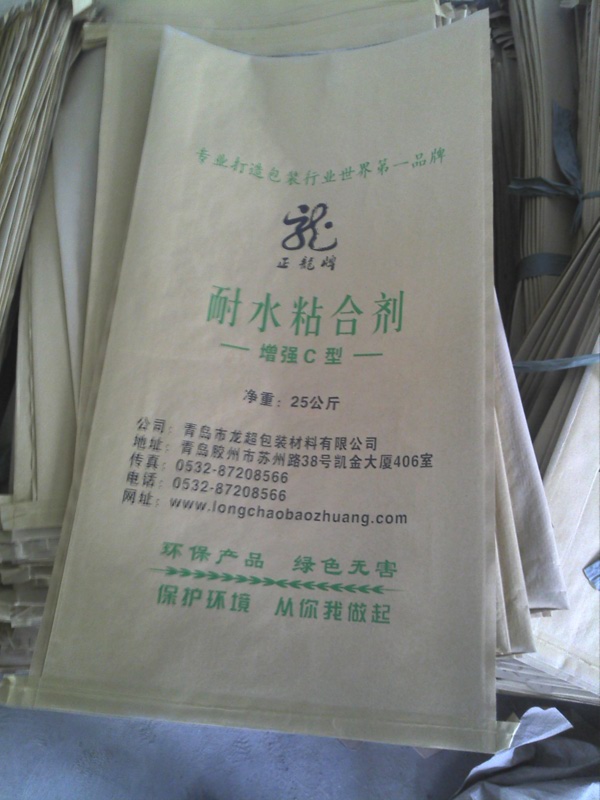 专业打造包装行业世界第一品牌
龙
正龙牌
耐水粘合剂
增强C型
净重：25公斤
公司：青岛市龙超包装材料有限公司
地址：青岛胶州市苏州路38号凯金大厦406室
传真：0532-87208566
电话：0532-87208566
网址：www.longchaobaozhuang.com
环保产品 绿色无害
保护环境 从你我做起